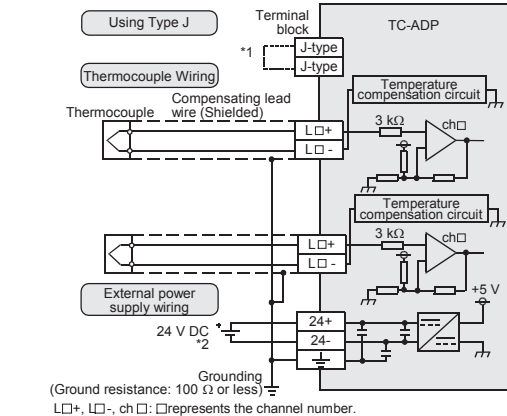 Using Type J
Terminal
block
TC-ADP
*1
J-type
J-type
Thermocouple Wiring
Temperature
compensation circuit
Thermocouple
Compensating lead
wire (Shielded)
L□+
L□-
3 kΩ
ch□
Temperature
compensation circuit
L□+
L□-
3 kΩ
ch□
External power
supply wiring
+5 V
24 V DC
*2
24+
24-
Grounding
(Ground resistance: 100 Ω or less)
L□+, L□-, ch □: □represents the channel number.